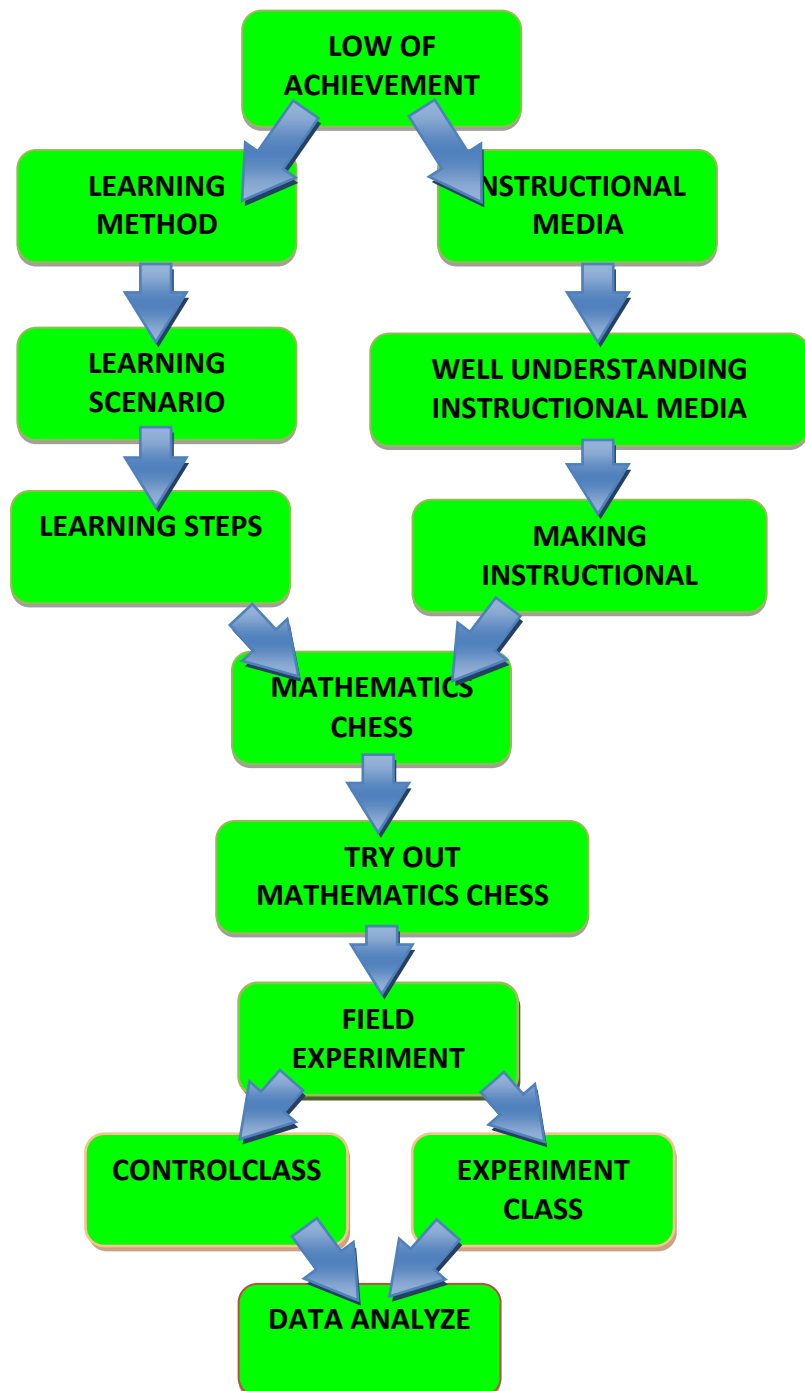 LOW OF
ACHIEVEMENT
LEARNING
METHOD
INSTRUCTIONAL
MEDIA
LEARNING
SCENARIO
WELL UNDERSTANDING
INSTRUCTIONAL MEDIA
LEARNING STEPS
MAKING
INSTRUCTIONAL
MATHEMATICS
CHESS
TRY OUT
MATHEMATICS CHESS
FIELD
EXPERIMENT
CONTROLCLASS
EXPERIMENT
CLASS
DATA ANALYZE